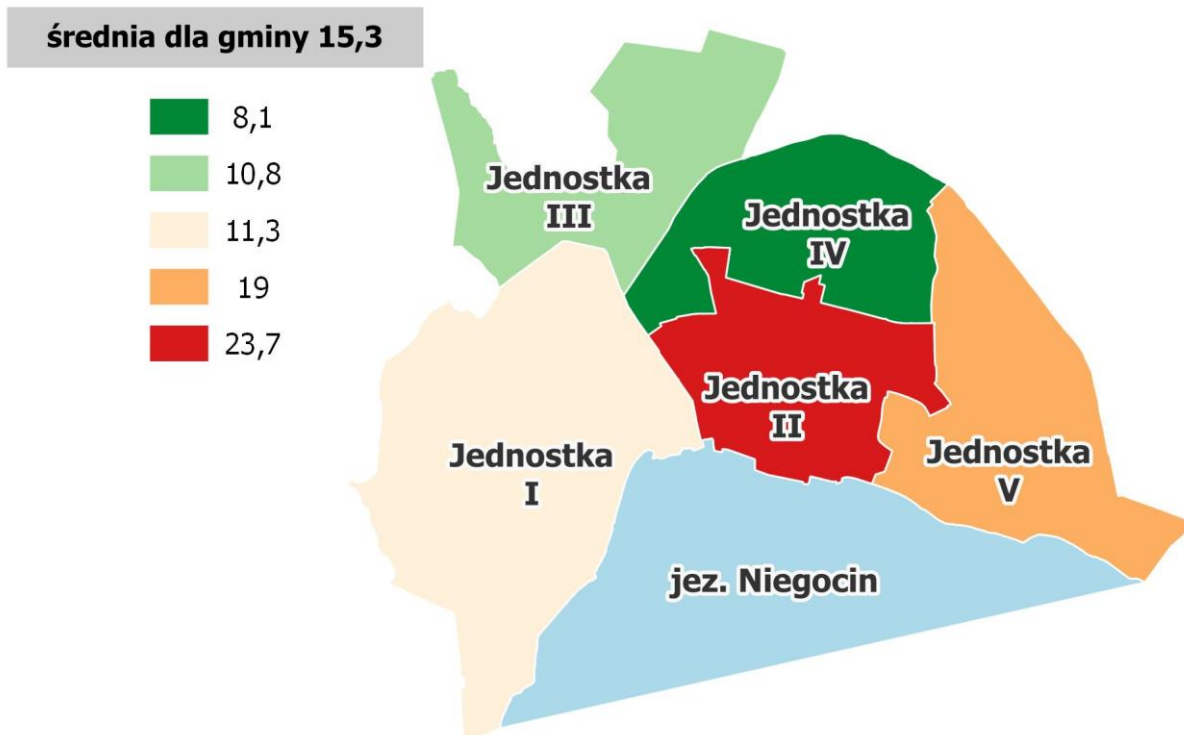 średnia dla gminy 15,3
8,1
10,8
11,3
19
23,7
Jednostka
III
Jednostka
IV
Jednostka
II
Jednostka
I
Jednostka
V
jez. Niegocin